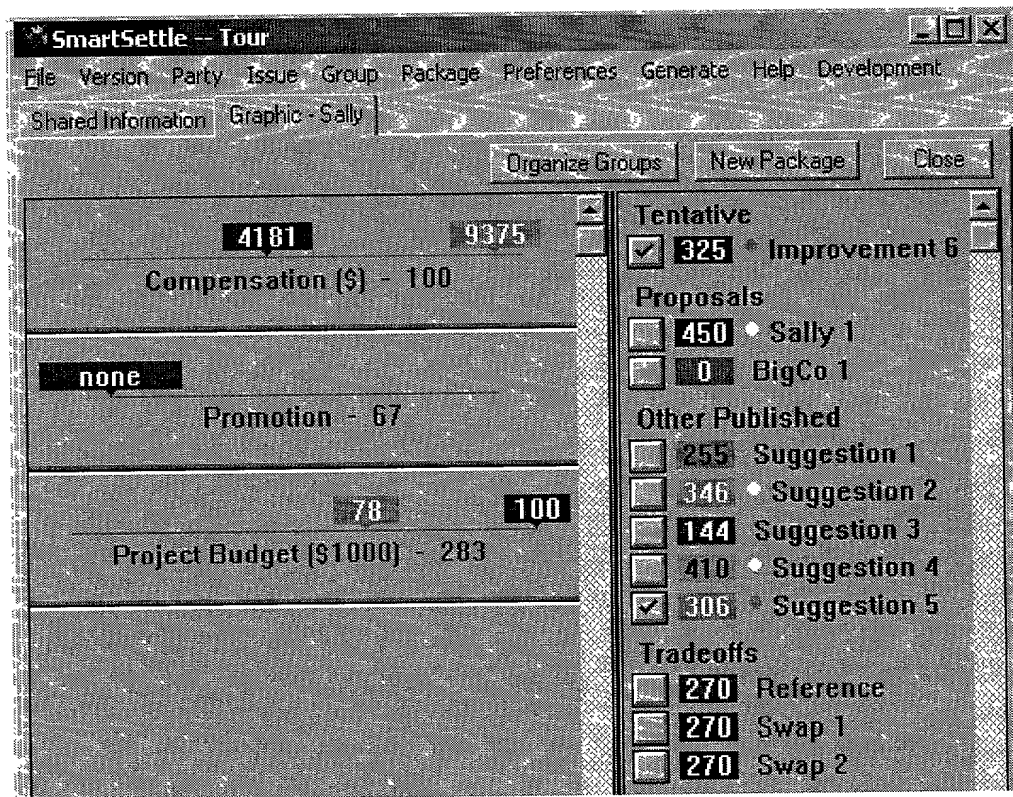 SmartSettle -- Tour
File Version Party Issue Group Package Preferences Generate Help Development
Shared Information Graphic - Sally
Organize Groups New Package Close
4181 9375
Compensation ($) - 100
none
Promotion - 67
78 100
Project Budget ($1000) - 283
Tentative
325 Improvement 6
Proposals
450 Sally 1
0 BigCo 1
Other Published
255 Suggestion 1
346 Suggestion 2
144 Suggestion 3
410 Suggestion 4
306 Suggestion 5
Tradeoffs
270 Reference
270 Swap 1
270 Swap 2